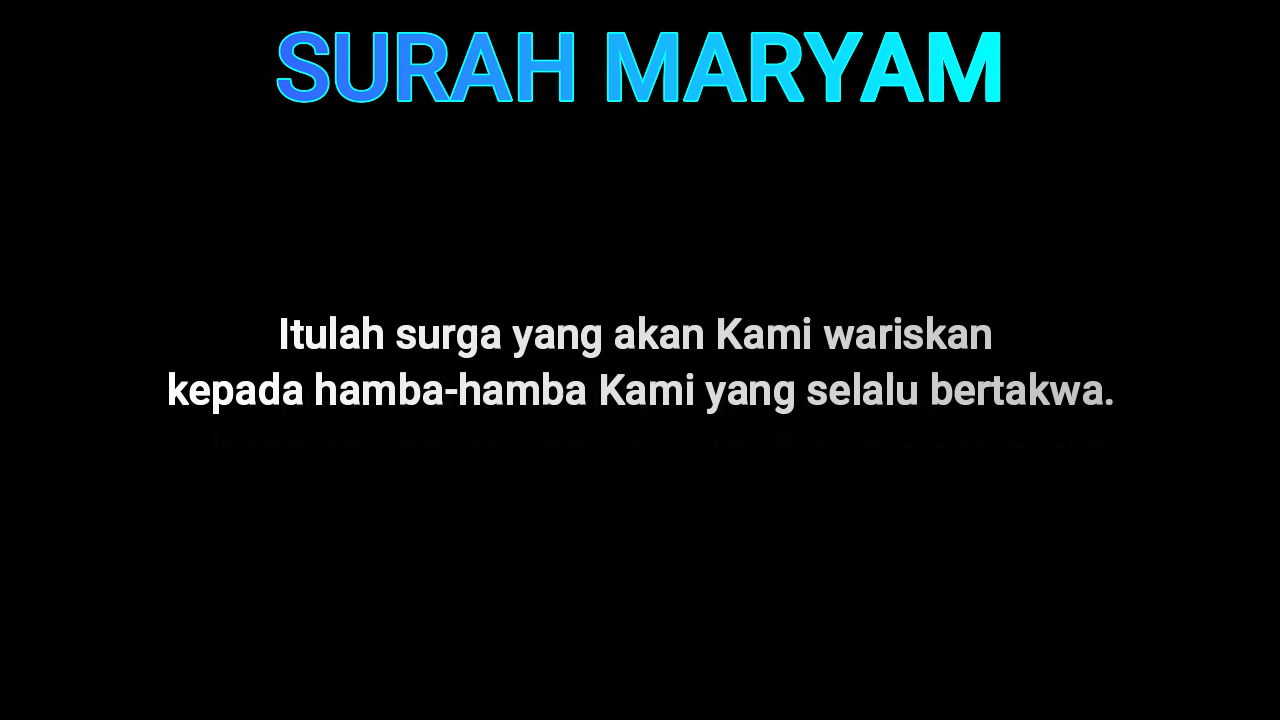 SURAH MARYAM
Itulah surga yang akan Kami wariskan
kepada hamba-hamba Kami yang selalu bertakwa.